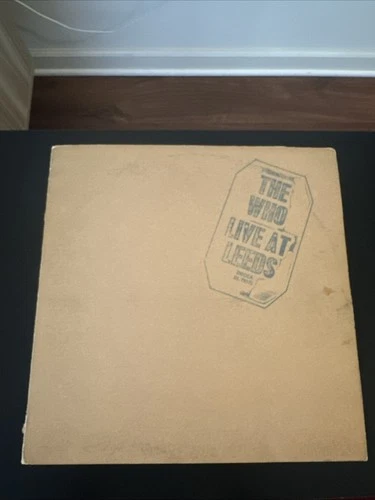 THE
WHO
LIVE AT
LEEDS